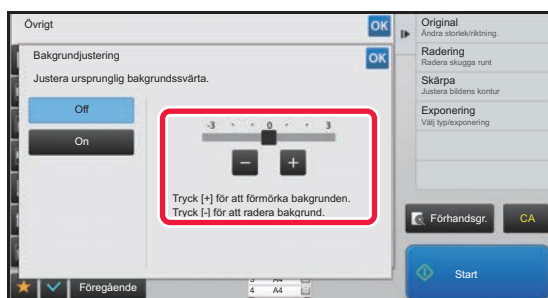 Övrigt
OK
Bakgrundjustering
OK
Justera ursprunglig bakgrundssvärta.
Off
On
-3 0 3
Tryck [+] för att förmörka bakgrunden.
Tryck [-] för att radera bakgrund.
Föregående
A4
4 A4
Original
Ändra storlek/riktning.
Radering
Radera skugga runt
Skärpa
Justera bildens kontur
Exponering
Välj typ/exponering
Förhandsgr.
CA
Start